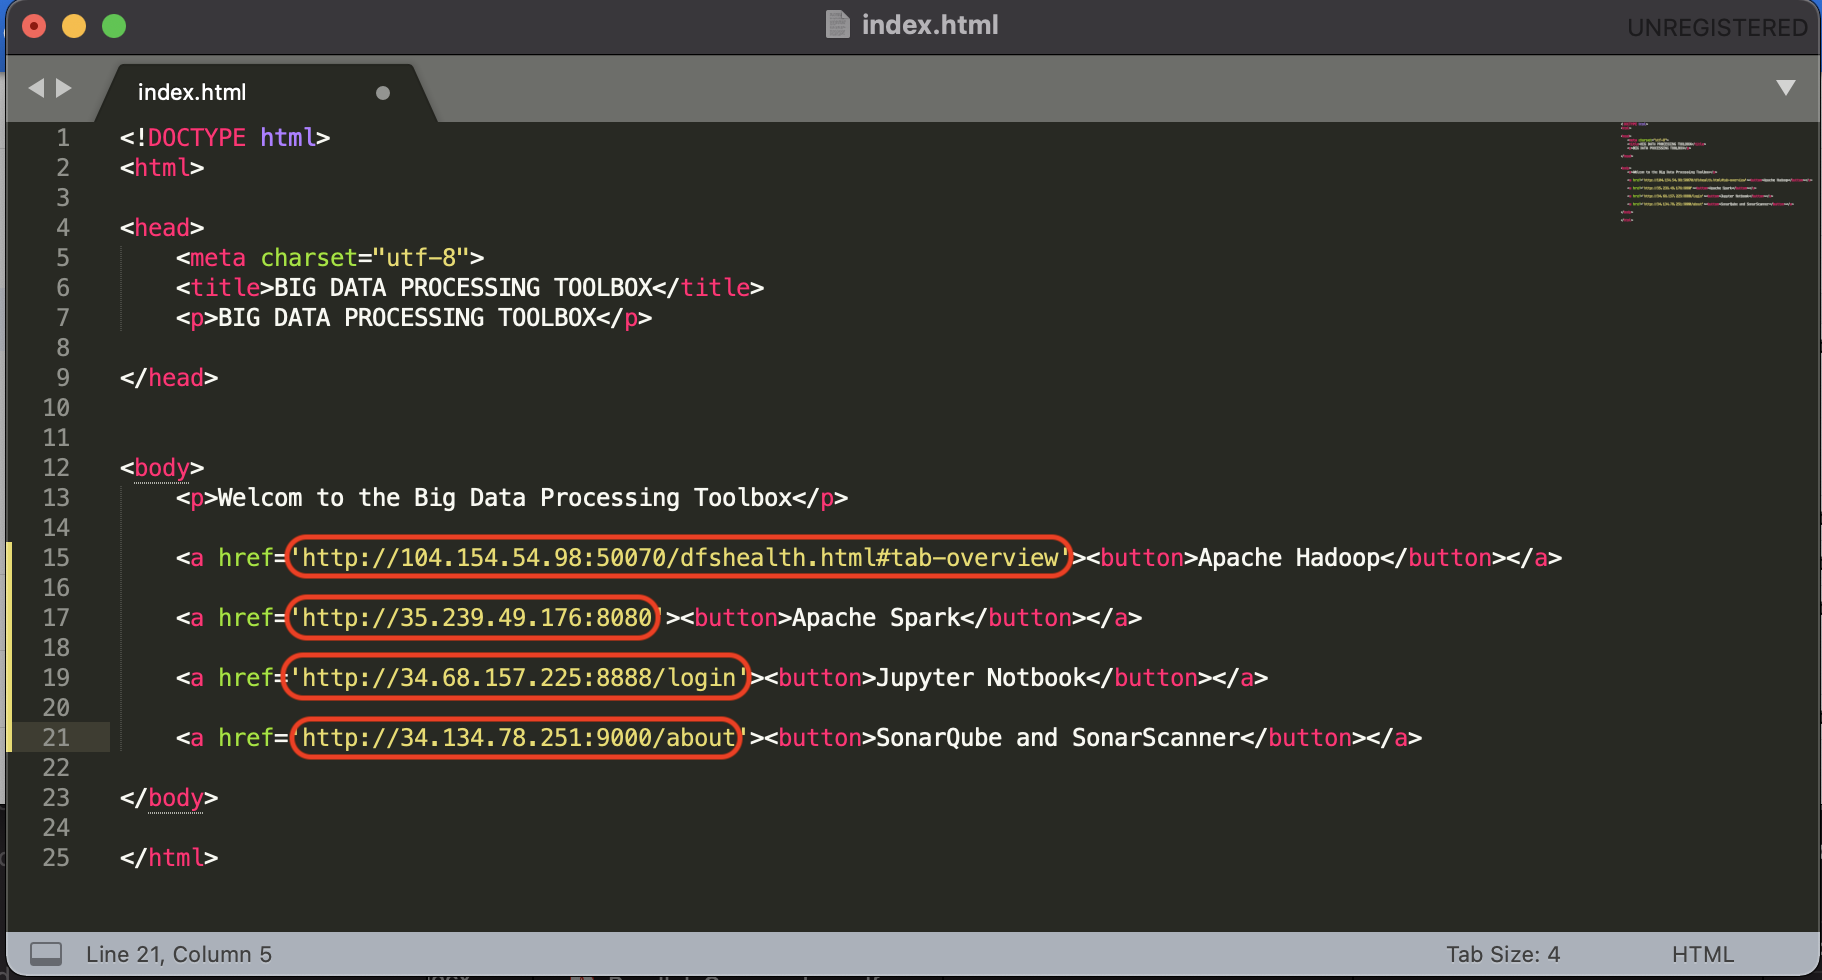 index.html
UNREGISTERED
index.html
1 <!DOCTYPE html>
2 <html>
3
4 <head>
5 <meta charset="utf-8">
6 <title>BIG DATA PROCESSING TOOLBOX</title>
7 <p>BIG DATA PROCESSING TOOLBOX</p>
8
9 </head>
10
11
12 <body>
13 <p>Welcom to the Big Data Processing Toolbox</p>
14
15 <a href='http://104.154.54.98:50070/dfshealth.html#tab-overview'><button>Apache Hadoop</button></a>
16
17 <a href='http://35.239.49.176:8080'><button>Apache Spark</button></a>
18
19 <a href='http://34.68.157.225:8888/login'><button>Jupyter Notbook</button></a>
20
21 <a href='http://34.134.78.251:9000/about'><button>SonarQube and SonarScanner</button></a>
22
23 </body>
24
25 </html>
Line 21, Column 5
Tab Size: 4
HTML